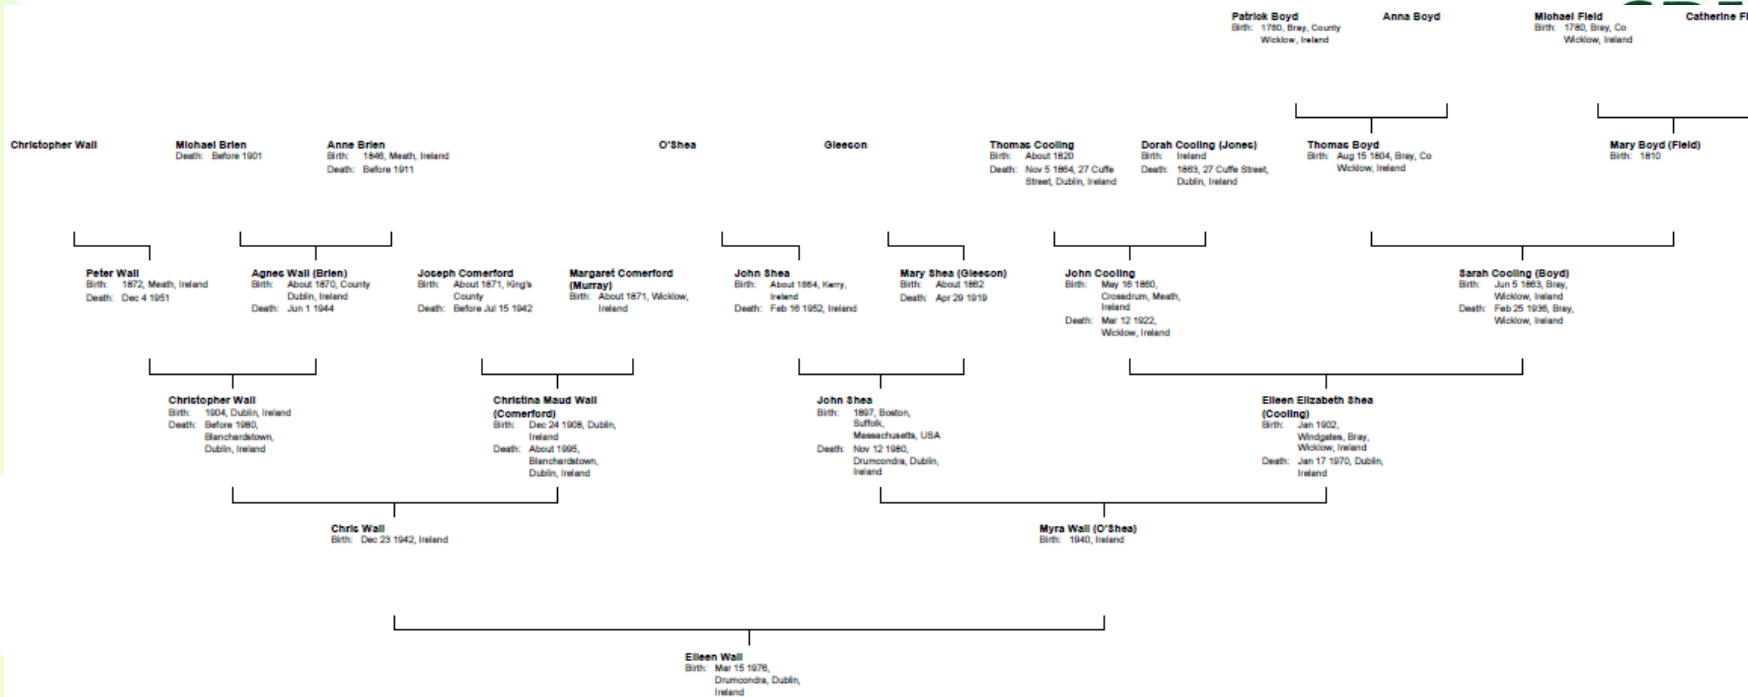 Patrick Boyd
Birth: 1760, Bray, County
Wicklow, Ireland
Anna Boyd
Michael Field
Birth: 1780, Bray, Co
Wicklow, Ireland
Catherine
Christopher Wall
Michael Brien
Death: Before 1901
Anne Brien
Birth: 1846, Meath, Ireland
Death: Before 1911
O'Shea
Gleeson
Thomas Cooling
Birth: About 1820
Death: Nov 5 1864, 27 Cuffe
Street, Dublin, Ireland
Dorah Cooling (Jones)
Birth: Ireland
Death: 1863, 27 Cuffe Street,
Dublin, Ireland
Thomas Boyd
Birth: Aug 15 1804, Bray, Co
Wicklow, Ireland
Mary Boyd (Field)
Birth: 1810
Peter Wall
Birth: 1872, Meath, Ireland
Death: Dec 4 1951
Agnes Wall (Brien)
Birth: About 1870, County
Dublin, Ireland
Death: Jun 1 1944
Joseph Comerford
Birth: About 1871, King's
County
Death: Before Jul 15 1942
Margaret Comerford
(Murray)
Birth: About 1871, Wicklow,
Ireland
John Shea
Birth: About 1864, Kerry,
Ireland
Death: Feb 16 1952, Ireland
Mary Shea (Gleeson)
Birth: About 1862
Death: Apr 29 1919
John Cooling
Birth: May 16 1860,
Crossdrum, Meath,
Ireland
Death: Mar 12 1922,
Wicklow, Ireland
Sarah Cooling (Boyd)
Birth: Jun 5 1863, Bray,
Wicklow, Ireland
Death: Feb 25 1936, Bray,
Wicklow, Ireland
Christopher Wall
Birth: 1904, Dublin, Ireland
Death: Before 1980,
Blanchardstown,
Dublin, Ireland
Christina Maud Wall
(Comerford)
Birth: Dec 24 1908, Dublin,
Ireland
Death: About 1995,
Blanchardstown,
Dublin, Ireland
John Shea
Birth: 1897, Boston,
Suffolk,
Massachusetts, USA
Death: Nov 12 1980,
Drumcondra, Dublin,
Ireland
Eileen Elizabeth Shea
(Cooling)
Birth: Jan 1902,
Windgates, Bray,
Wicklow, Ireland
Death: Jan 17 1970, Dublin,
Ireland
Chris Wall
Birth: Dec 23 1942, Ireland
Myra Wall (O'Shea)
Birth: 1940, Ireland
Eileen Wall
Birth: Mar 15 1976,
Drumcondra, Dublin,
Ireland